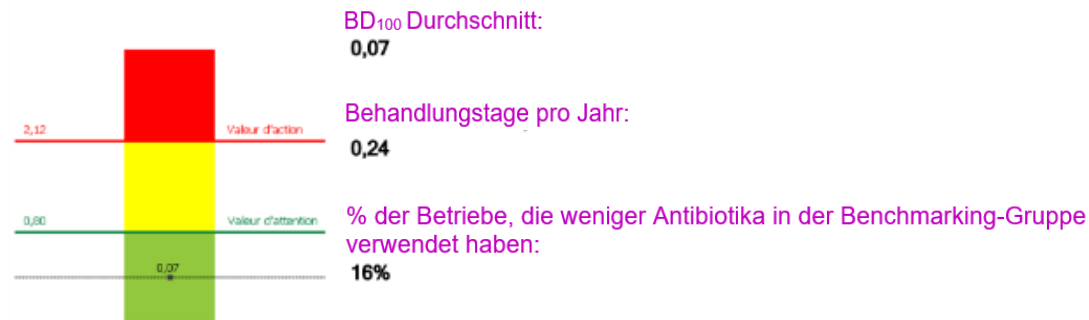 BD₁₀₀ Durchschnitt:
0,07
Behandlungstage pro Jahr:
2,12 Valeur d'action
0,24
0,80 Valeur d'attention
% der Betriebe, die weniger Antibiotika in der Benchmarking-Gruppe
verwendet haben:
0,07
16%